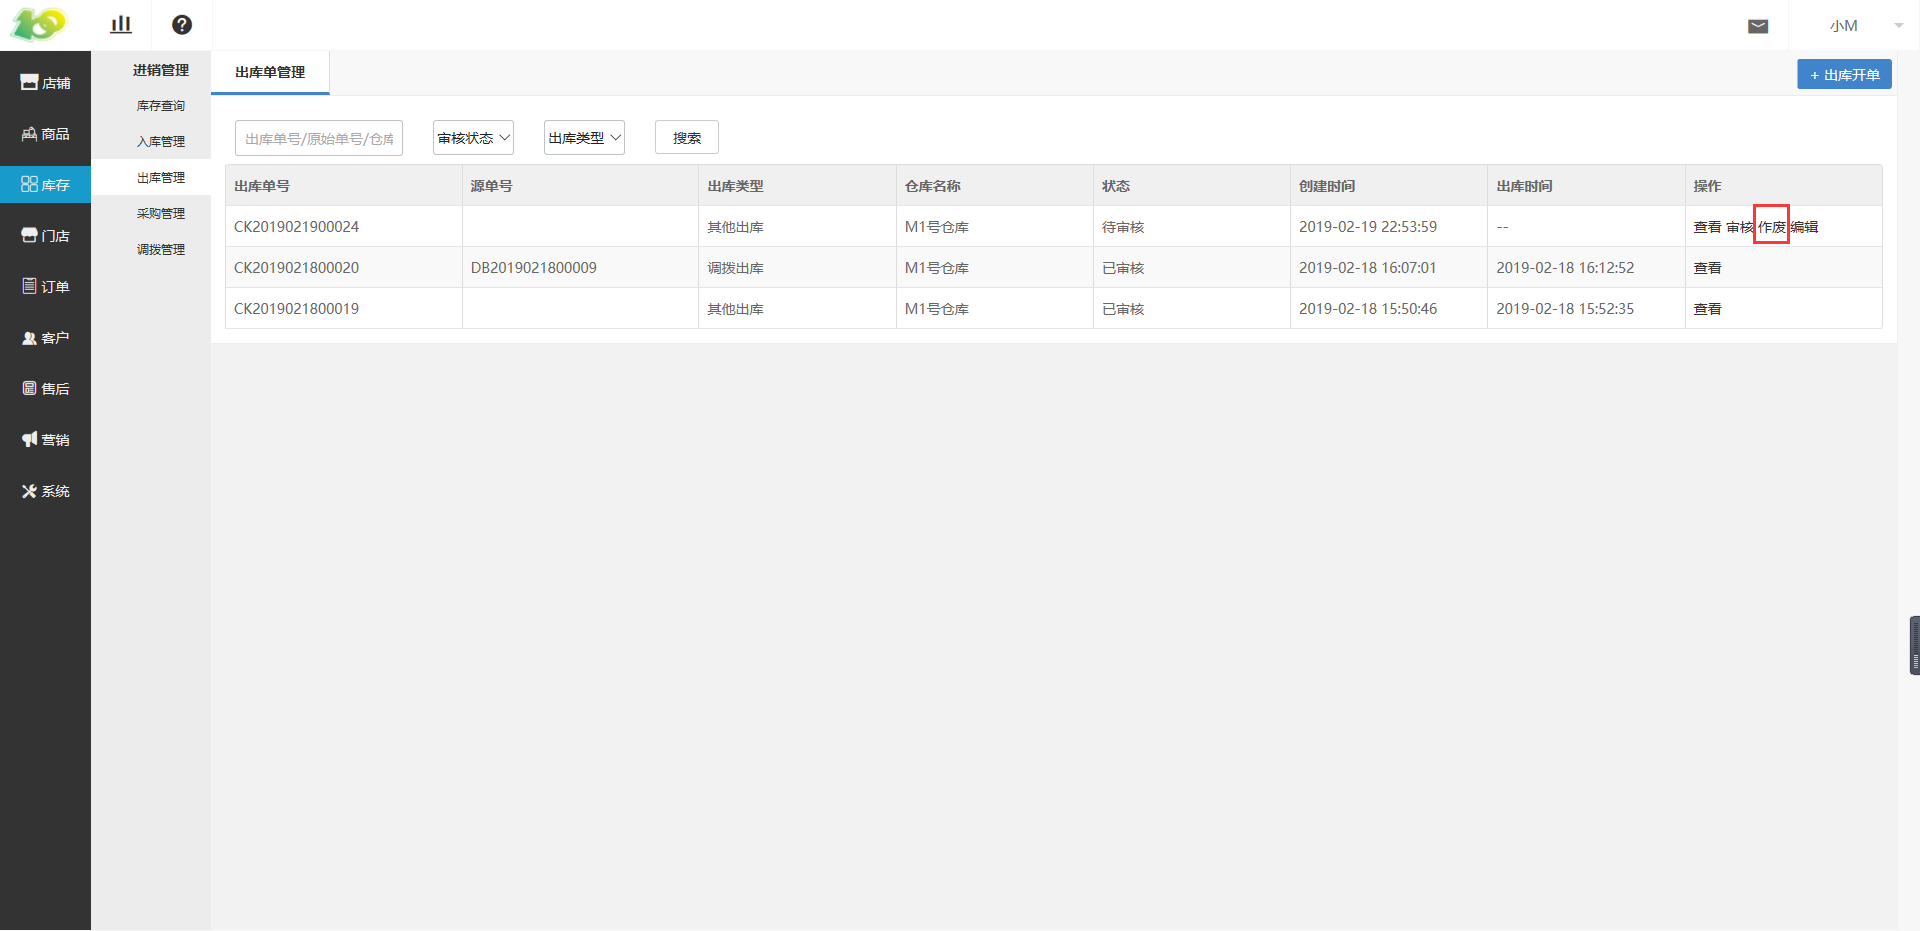 小M
店铺
商品
库存
门店
订单
客户
售后
营销
系统
进销管理
库存查询
入库管理
出库管理
采购管理
调拨管理
出库单管理
+ 出库开单
出库单号/原始单号/仓库 审核状态 出库类型 搜索
出库单号 源单号 出库类型 仓库名称 状态 创建时间 出库时间 操作
CK2019021900024 其他出库 M1号仓库 待审核 2019-02-19 22:53:59 -- 查看 审核 作废 编辑
CK2019021800020 DB2019021800009 调拨出库 M1号仓库 已审核 2019-02-18 16:07:01 2019-02-18 16:12:52 查看
CK2019021800019 其他出库 M1号仓库 已审核 2019-02-18 15:50:46 2019-02-18 15:52:35 查看